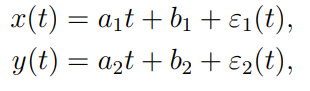 x(t) = a₁t + b₁ + ε₁(t),
y(t) = a₂t + b₂ + ε₂(t),